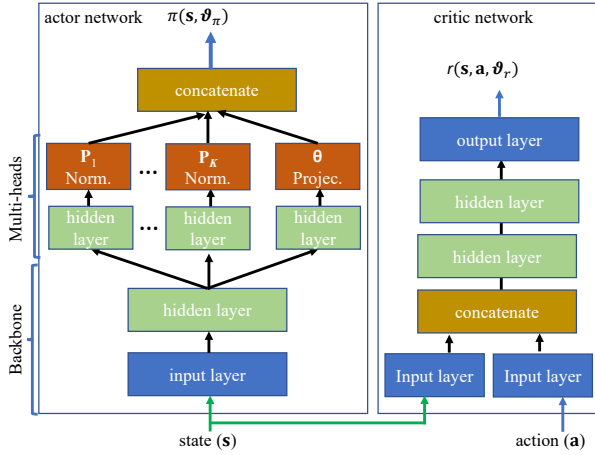 actor network
π(𝐬, 𝝑π)
concatenate
𝐏1
Norm.
...
𝐏K
Norm.
𝛉
Projec.
hidden
layer
...
hidden
layer
hidden
layer
hidden layer
input layer
Multi-heads
Backbone
state (𝐬)
critic network
r(𝐬, 𝐚, 𝝑r)
output layer
hidden layer
hidden layer
concatenate
Input layer
Input layer
action (𝐚)